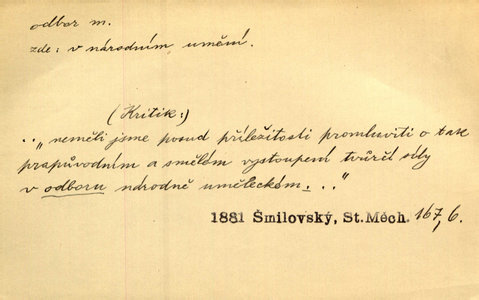 odbor m.
zde: v národním umění.
(Kritik:)
..„neměli jsme posud příležitosti promluviti o tak
prapůvodním a smělém vystoupení tvůrčí síly
v odboru národně uměleckém...“
1881 Šmilovský, St. Měch. 167, 6.